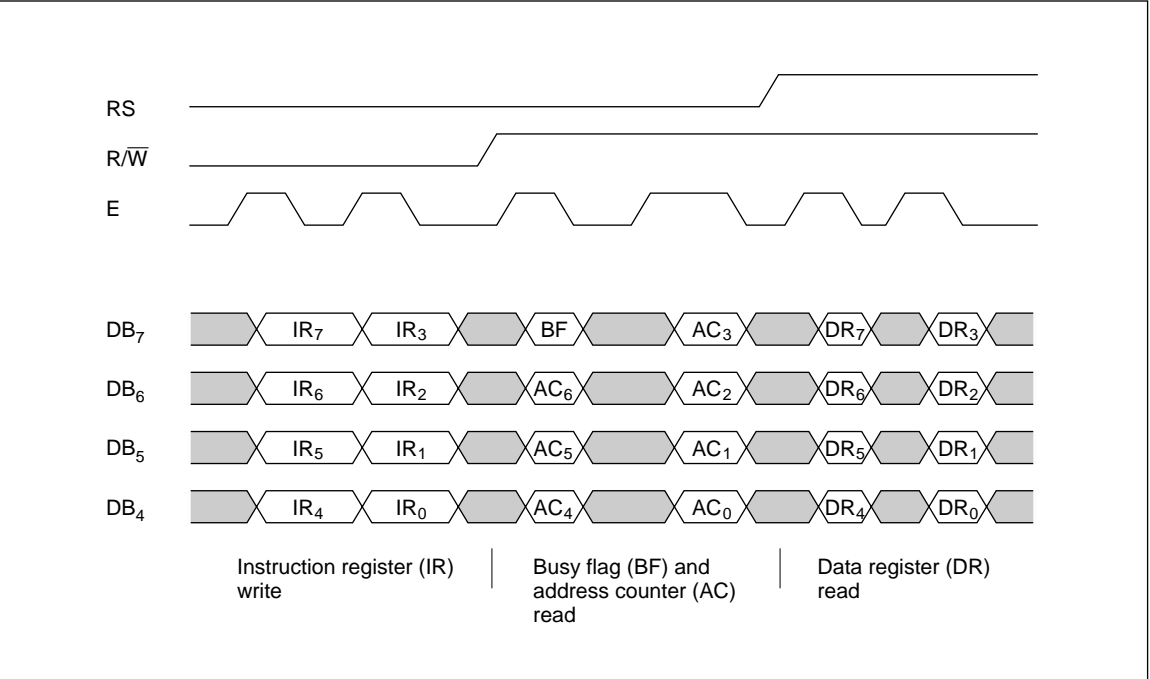 RS
R/W̅
E
DB₇ IR₇ IR₃ BF AC₃ DR₇ DR₃
DB₆ IR₆ IR₂ AC₆ AC₂ DR₆ DR₂
DB₅ IR₅ IR₁ AC₅ AC₁ DR₅ DR₁
DB₄ IR₄ IR₀ AC₄ AC₀ DR₄ DR₀
Instruction register (IR)
write
Busy flag (BF) and
address counter (AC)
read
Data register (DR)
read